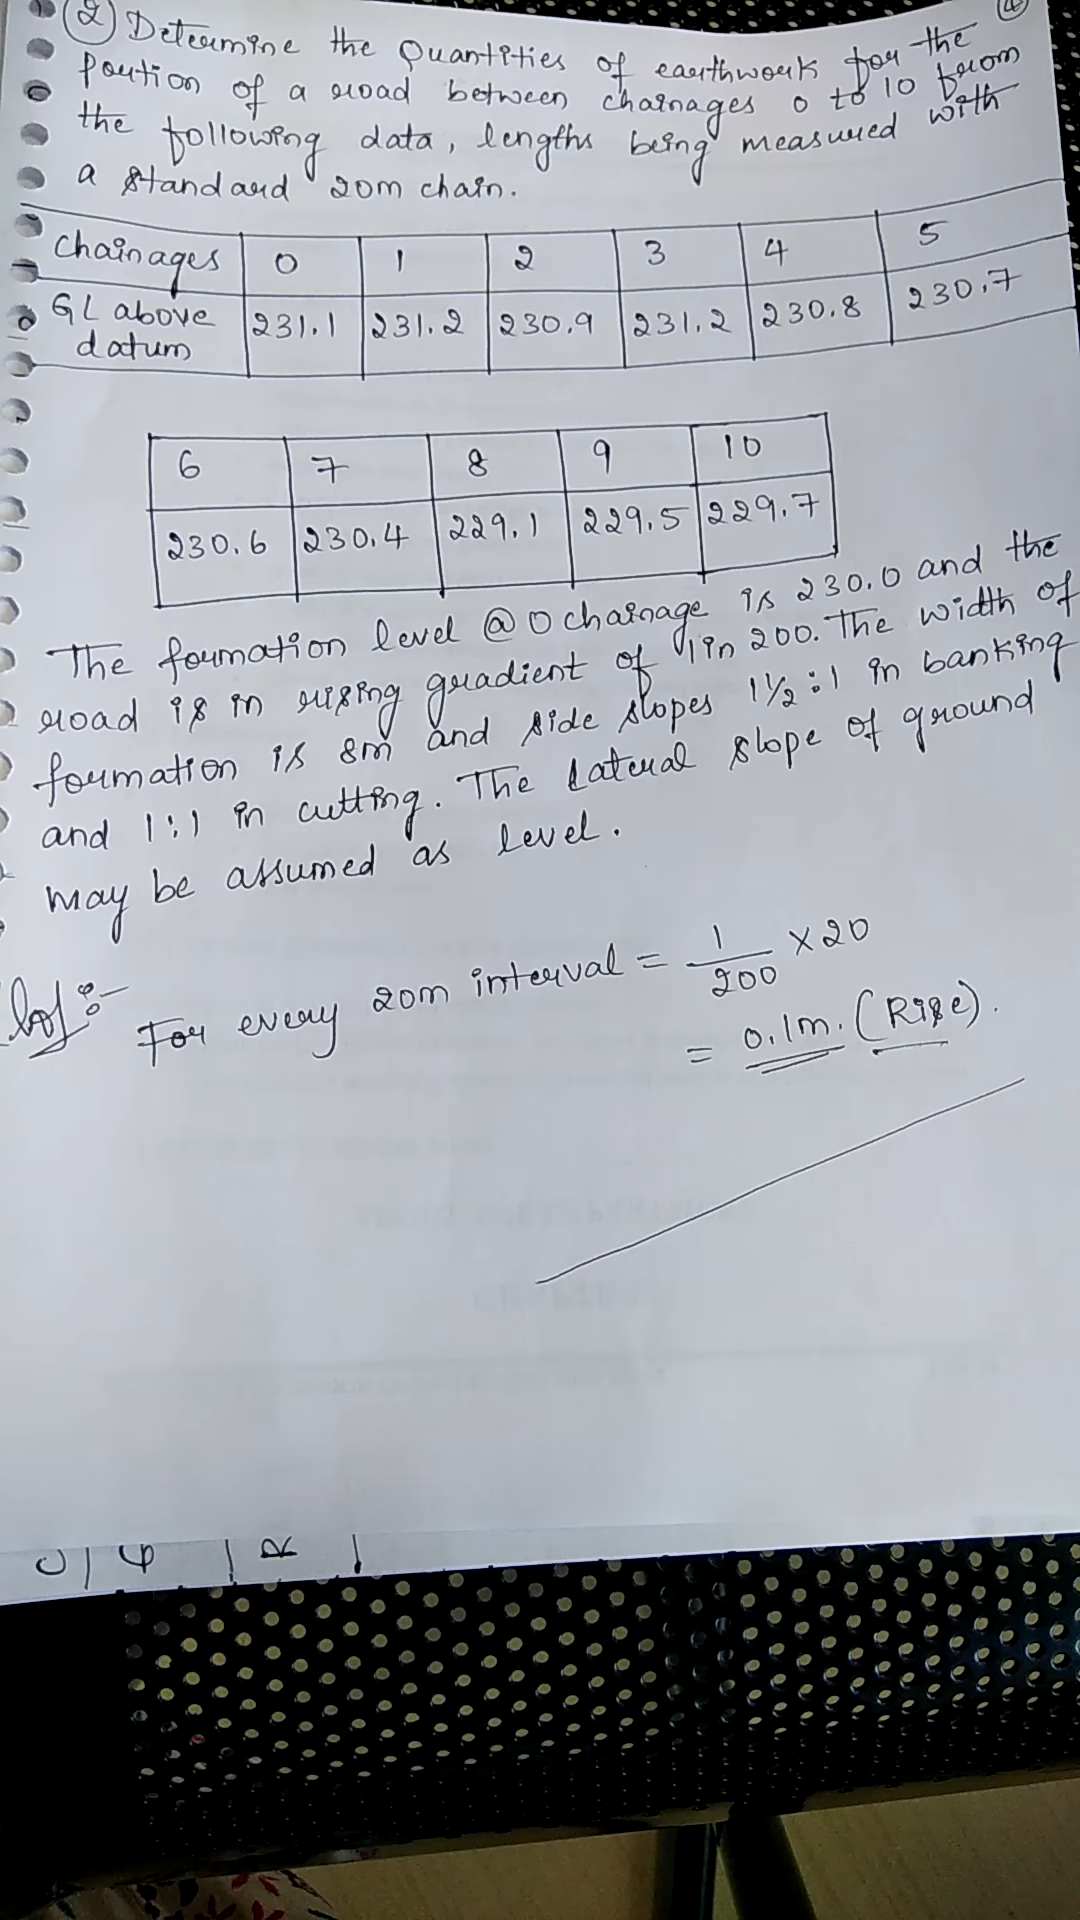 (2) Determine the Quantities of earthwork for the
portion of a road between chainages 0 to 10 from
the following data, lengths being measured with
a standard 20m chain.
Chainages 0 1 2 3 4 5
GL above datum 231.1 231.2 230.9 231.2 230.8 230.7
6 7 8 9 10
230.6 230.4 229.1 229.5 229.7
The formation level @ 0 chainage is 230.0 and the
road is in rising gradient of 1 in 200. The width of
formation is 8m and side slopes 1½:1 in banking
and 1:1 in cutting. The Lateral slope of ground
may be assumed as level.
Sol:-
For every 20m interval = 1/200 × 20
= 0.1m. (Rise).